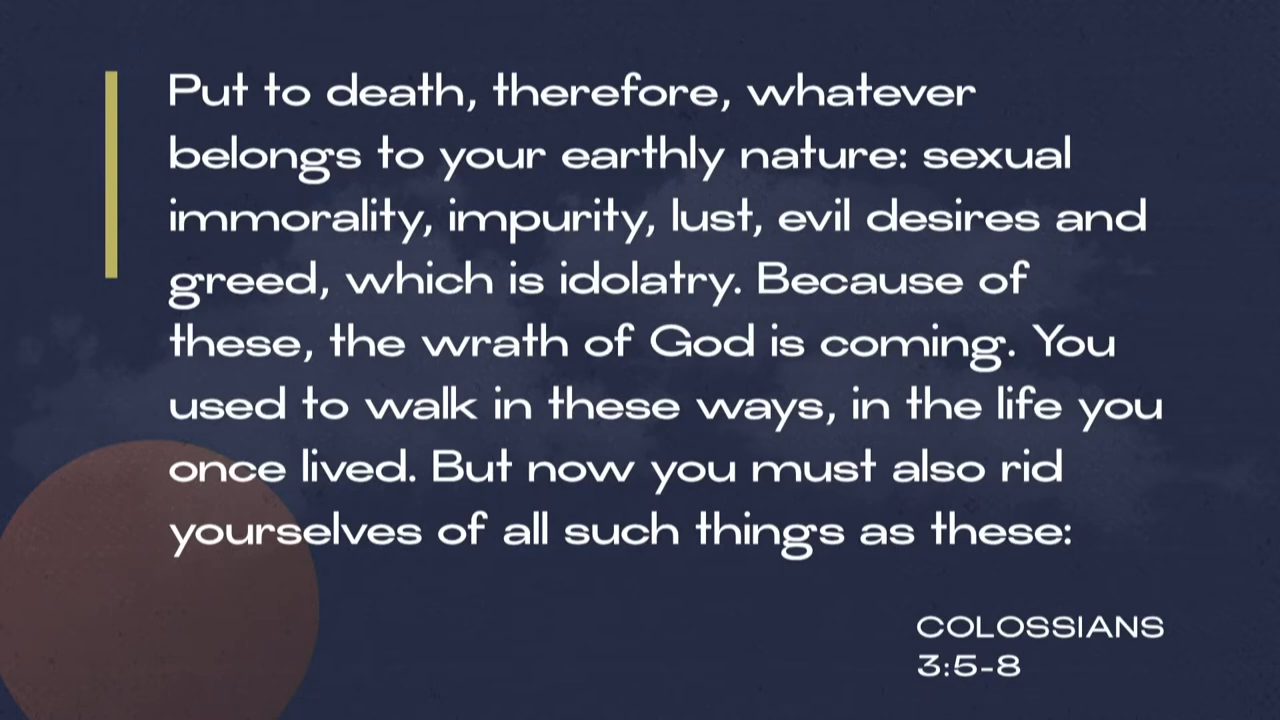 Put to death, therefore, whatever
belongs to your earthly nature: sexual
immorality, impurity, lust, evil desires and
greed, which is idolatry. Because of
these, the wrath of God is coming. You
used to walk in these ways, in the life you
once lived. But now you must also rid
yourselves of all such things as these:
COLOSSIANS
3:5-8